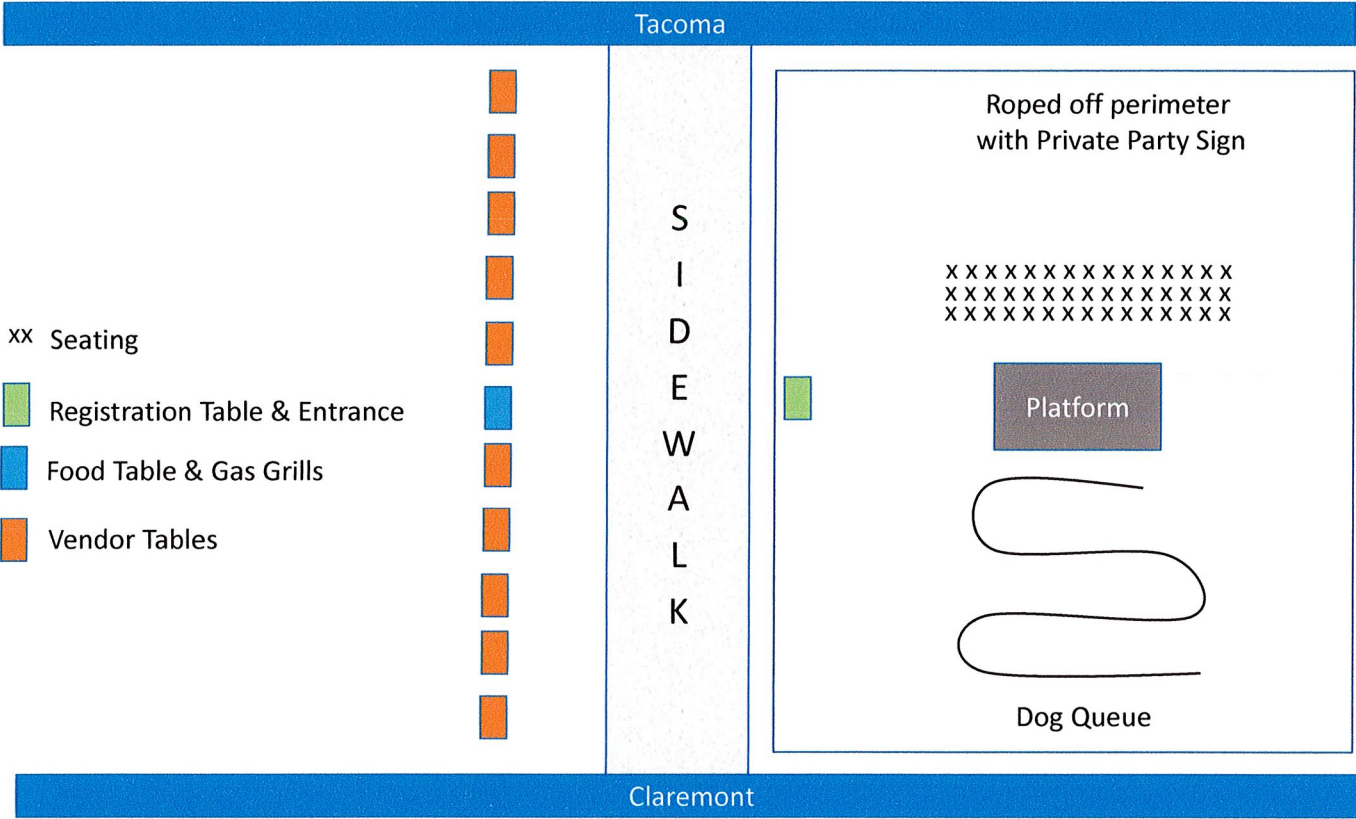 Tacoma
Roped off perimeter
with Private Party Sign
S
I
D
E
W
A
L
K
X X X X X X X X X X X X X X X
X X X X X X X X X X X X X X X
X X X X X X X X X X X X X X X
xx Seating
Registration Table & Entrance
Food Table & Gas Grills
Vendor Tables
Platform
Dog Queue
Claremont